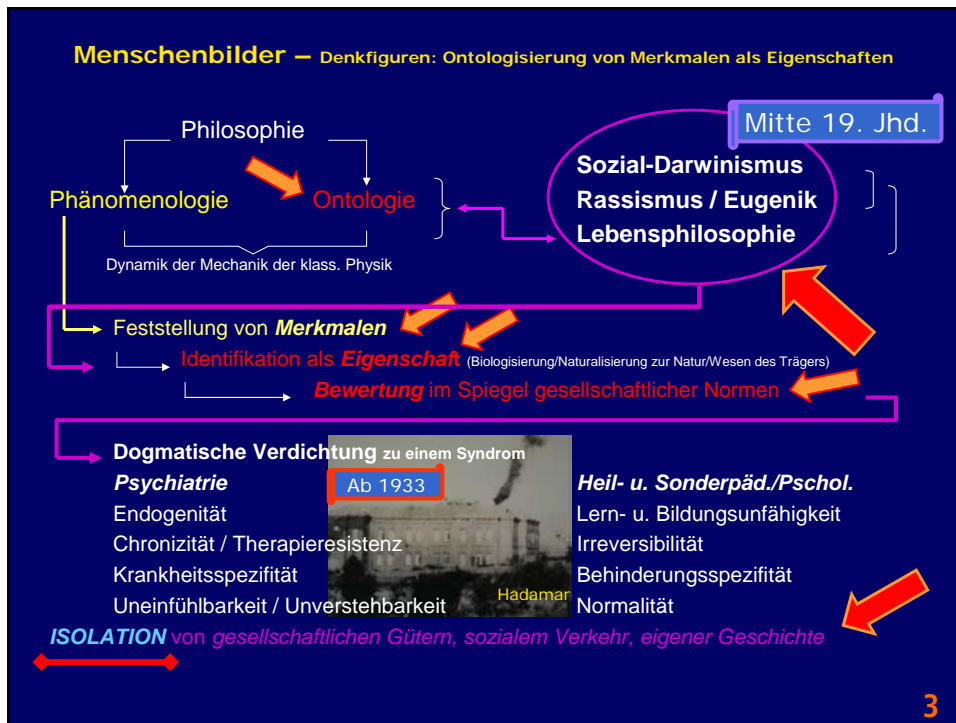 Menschenbilder – Denkfiguren: Ontologisierung von Merkmalen als Eigenschaften
Mitte 19. Jhd.
Philosophie
Phänomenologie
Ontologie
Dynamik der Mechanik der klass. Physik
Sozial-Darwinismus
Rassismus / Eugenik
Lebensphilosophie
Feststellung von Merkmalen
Identifikation als Eigenschaft (Biologisierung/Naturalisierung zur Natur/Wesen des Trägers)
Bewertung im Spiegel gesellschaftlicher Normen
Dogmatische Verdichtung zu einem Syndrom
Psychiatrie
Ab 1933
Heil- u. Sonderpäd./Pschol.
Endogenität
Lern- u. Bildungsunfähigkeit
Chronizität / Therapieresistenz
Irreversibilität
Krankheitsspezifität
Behinderungsspezifität
Hadamar
Uneinfühlbarkeit / Unverstehbarkeit
Normalität
ISOLATION von gesellschaftlichen Gütern, sozialem Verkehr, eigener Geschichte
3